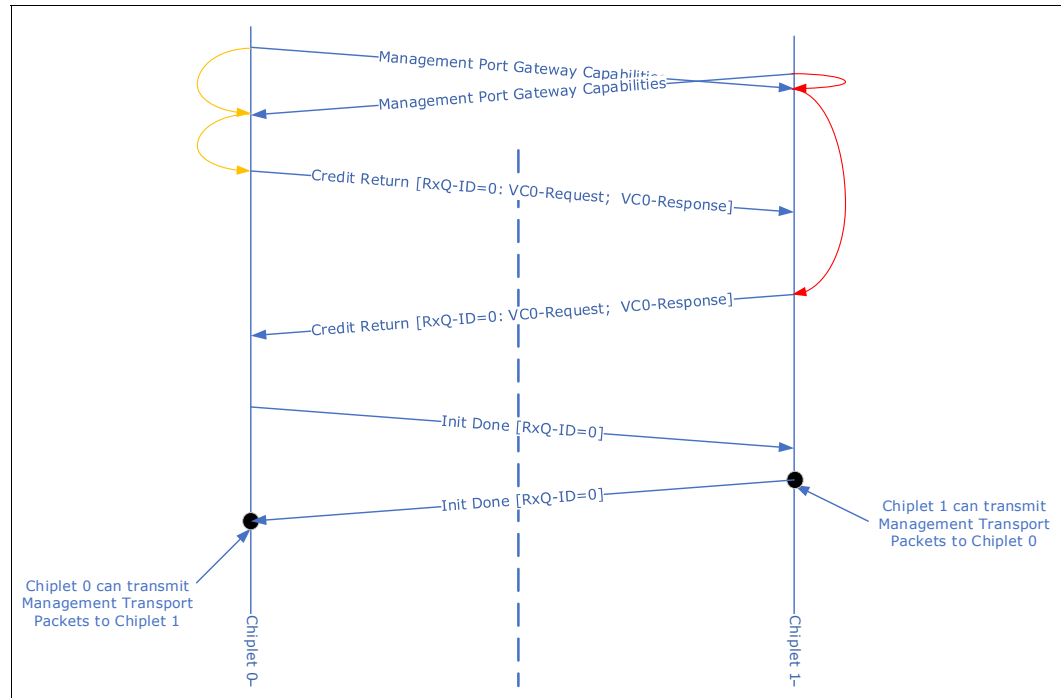 Management Port Gateway Capabilities
Management Port Gateway Capabilities
Credit Return [RxQ-ID=0: VC0-Request;  VC0-Response]
Credit Return [RxQ-ID=0: VC0-Request;  VC0-Response]
Init Done [RxQ-ID=0]
Init Done [RxQ-ID=0]
Chiplet 1 can transmit
Management Transport
Packets to Chiplet 0
Chiplet 0 can transmit
Management Transport
Packets to Chiplet 1
Chiplet 0-
Chiplet 1-